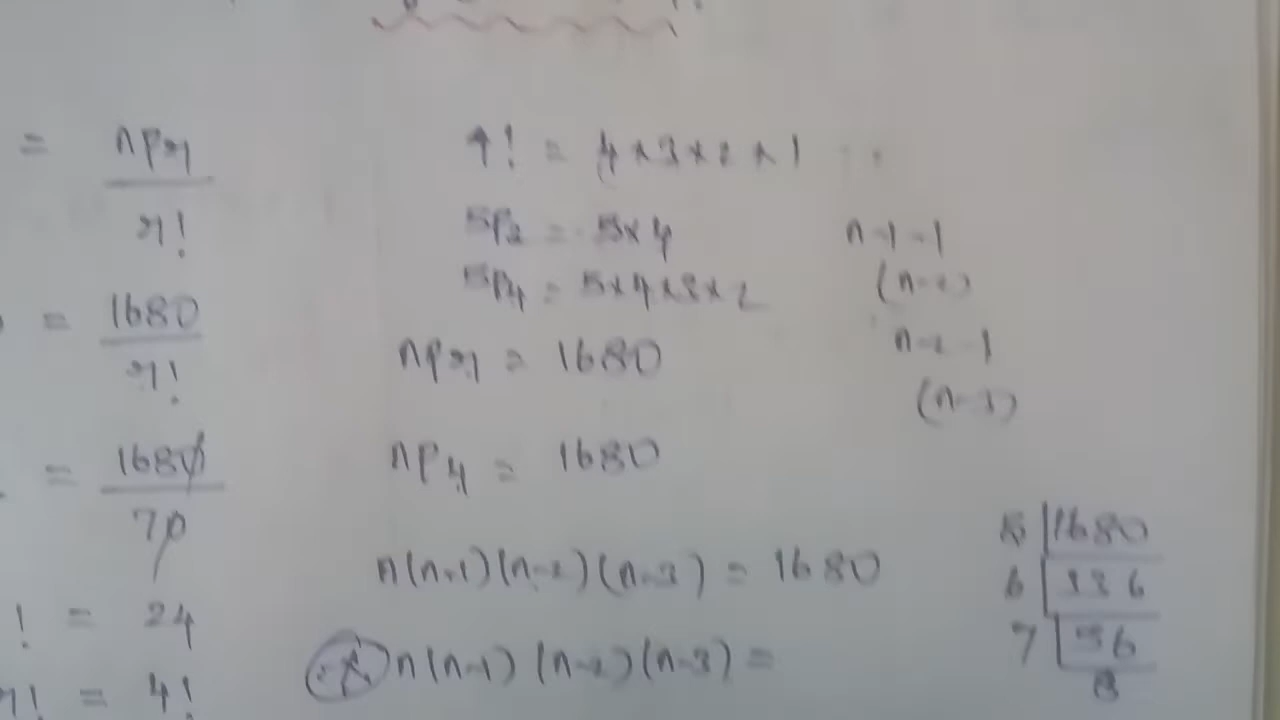 = nPr
r!
= 1680
r!
= 1680
70
! = 24
r! = 4!
4! = 4×3×2×1
5P2 = 5×4
5P4 = 5×4×3×2
nPr = 1680
nP4 = 1680
n(n-1)(n-2)(n-3) = 1680
n(n-1)(n-2)(n-3) =
n-1-1
(n-2)
n-2-1
(n-3)
5 1680
6 336
7 56
8